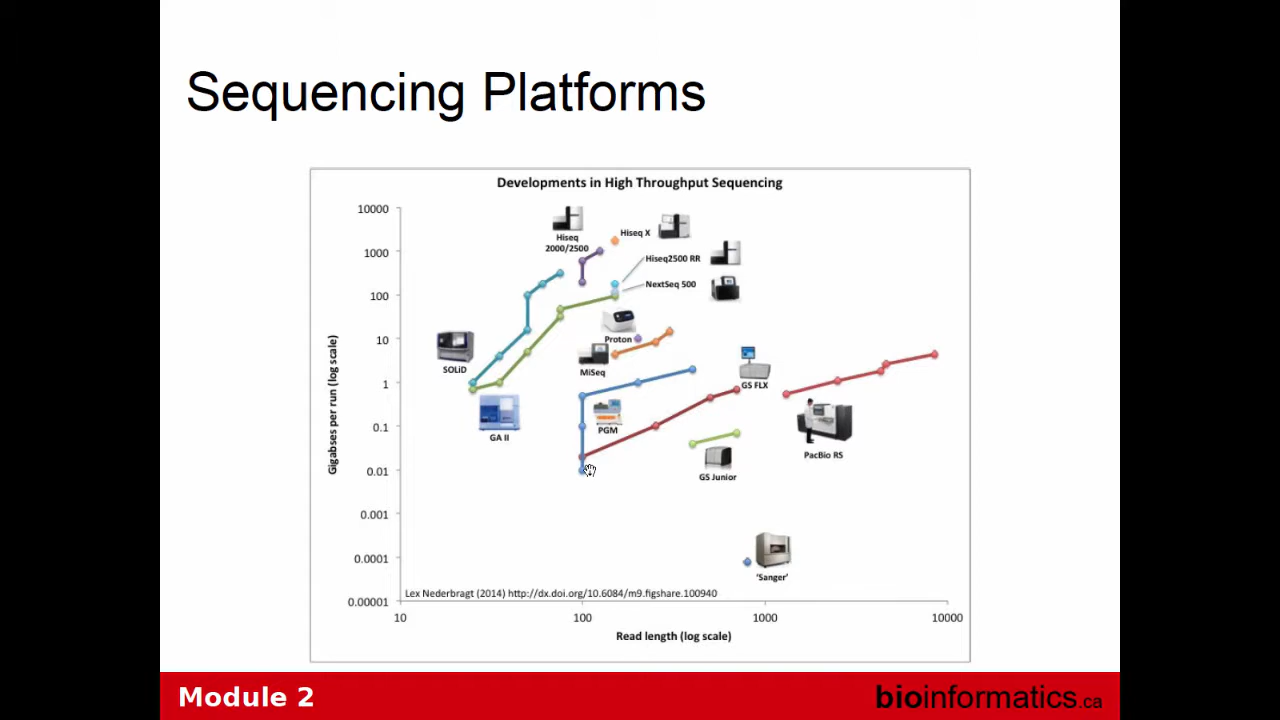 Sequencing Platforms
Developments in High Throughput Sequencing
10000
1000
100
10
1
0.1
0.01
0.001
0.0001
0.00001
Gigabses per run (log scale)
Hiseq
2000/2500
Hiseq X
Hiseq2500 RR
NextSeq 500
Proton
MiSeq
SOLiD
GS FLX
GA II
PGM
PacBio RS
GS Junior
'Sanger'
Lex Nederbragt (2014) http://dx.doi.org/10.6084/m9.figshare.100940
10
100
1000
10000
Read length (log scale)
Module 2
bioinformatics.ca